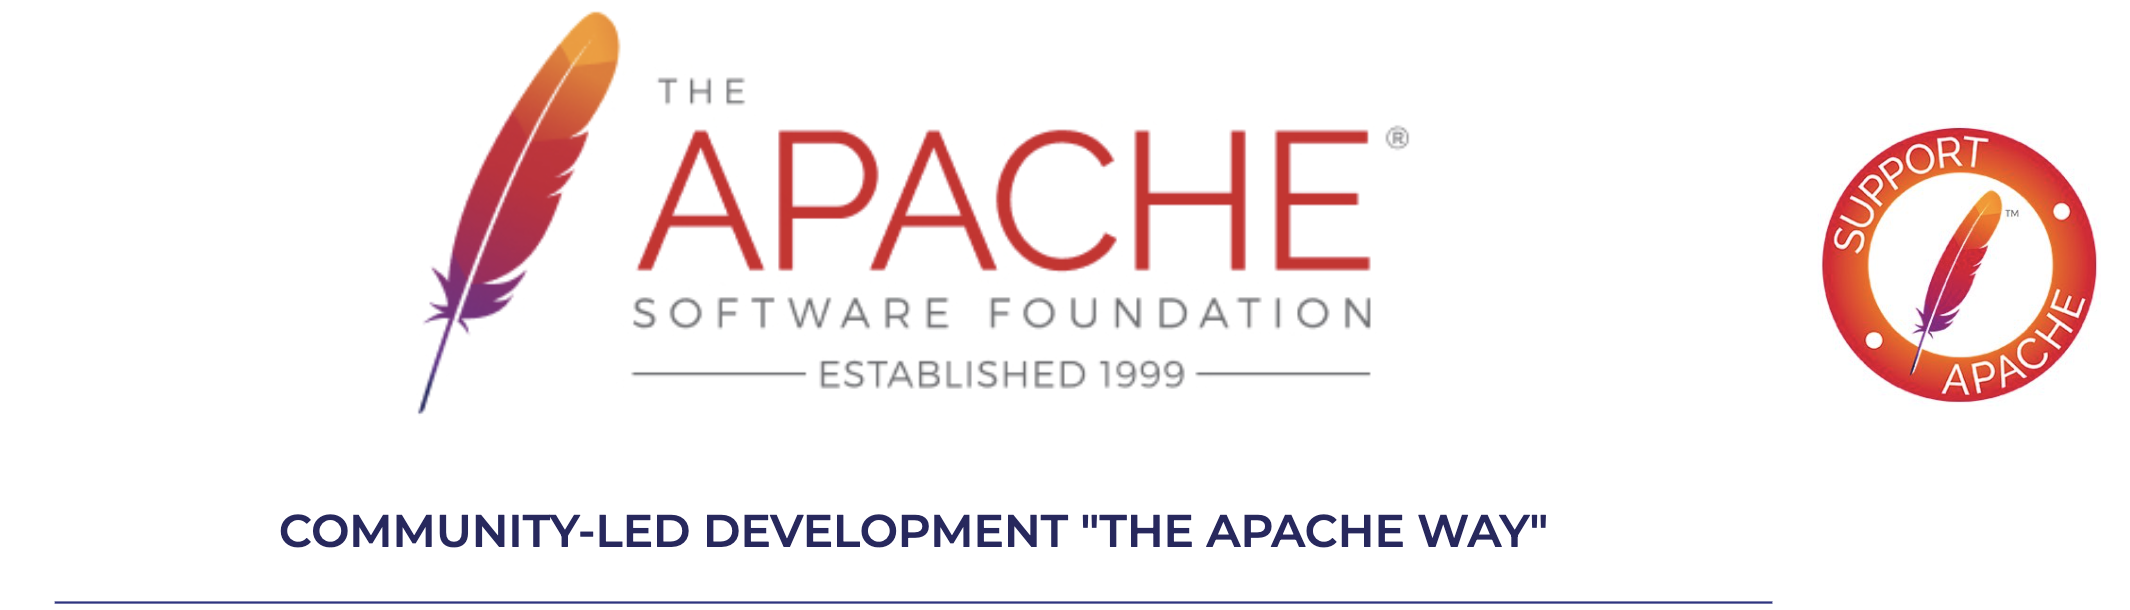 THE
APACHE®
SOFTWARE FOUNDATION
ESTABLISHED 1999
SUPPORT
™
APACHE
COMMUNITY-LED DEVELOPMENT "THE APACHE WAY"